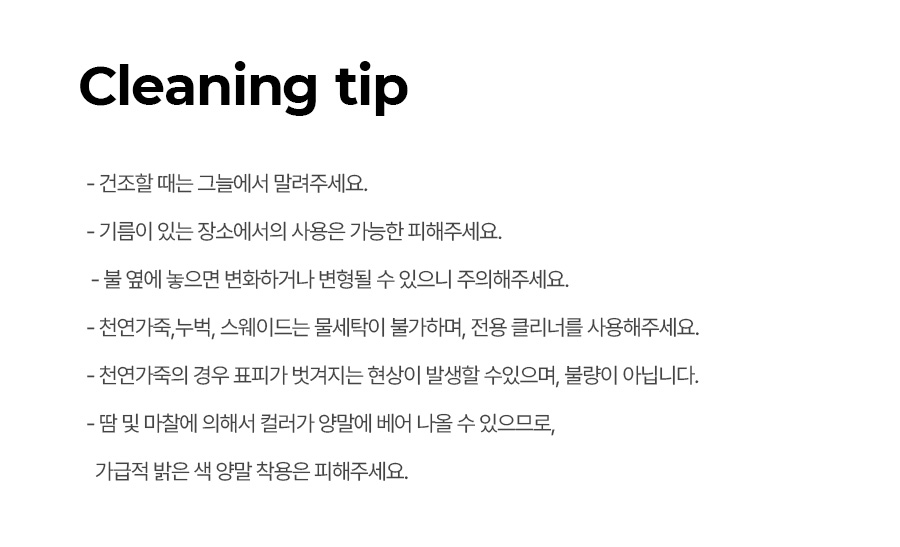 Cleaning tip
- 건조할 때는 그늘에서 말려주세요.
- 기름이 있는 장소에서의 사용은 가능한 피해주세요.
- 불 옆에 놓으면 변화하거나 변형될 수 있으니 주의해주세요.
- 천연가죽,누벅, 스웨이드는 물세탁이 불가하며, 전용 클리너를 사용해주세요.
- 천연가죽의 경우 표피가 벗겨지는 현상이 발생할 수있으며, 불량이 아닙니다.
- 땀 및 마찰에 의해서 컬러가 양말에 베어 나올 수 있으므로,
가급적 밝은 색 양말 착용은 피해주세요.